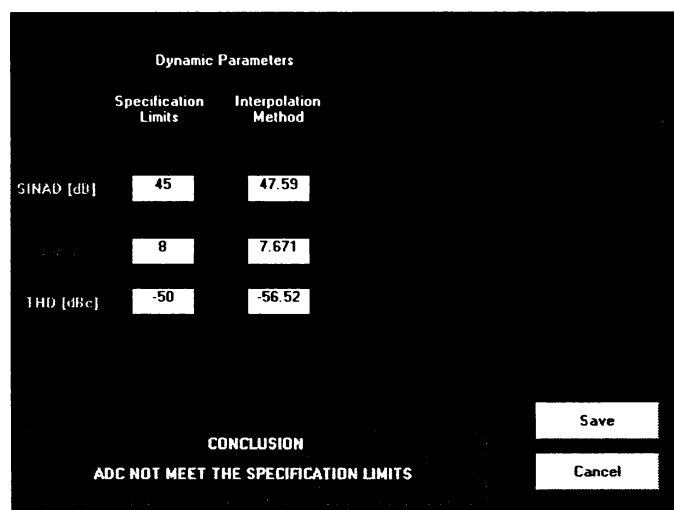 Dynamic Parameters
Specification Limits
Interpolation Method
SINAD [dB] 45 47.59
8 7.671
THD [dBc] -50 -56.52
Save
CONCLUSION
ADC NOT MEET THE SPECIFICATION LIMITS
Cancel